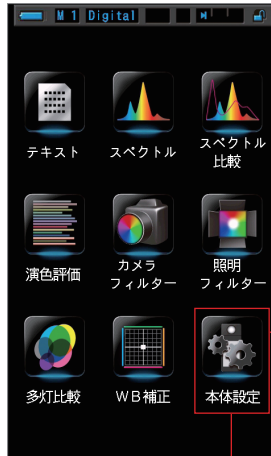 M 1 Digital
テキスト
スペクトル
スペクトル
比較
演色評価
カメラ
フィルター
照明
フィルター
多灯比較
WB補正
本体設定